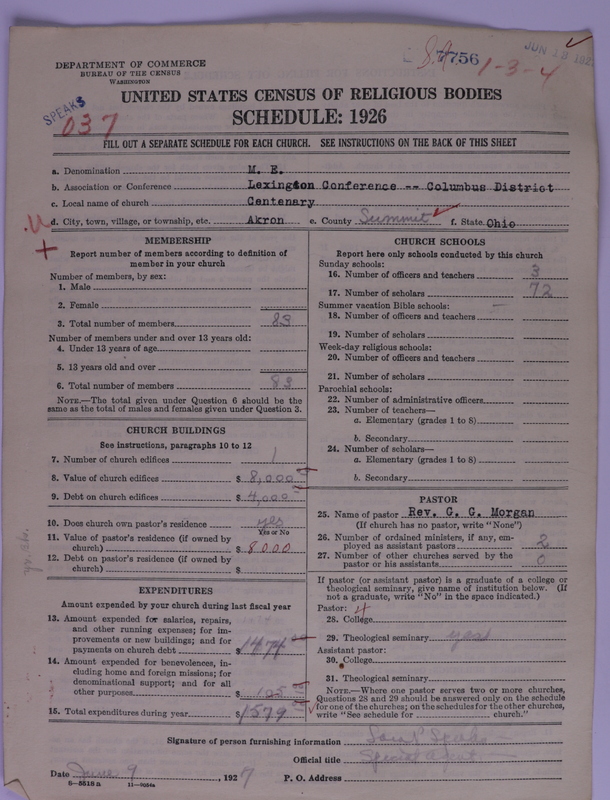 DEPARTMENT OF COMMERCE
BUREAU OF THE CENSUS
WASHINGTON
7756
JUN 13 192
1-3-4
SPEAKS
037
UNITED STATES CENSUS OF RELIGIOUS BODIES
SCHEDULE: 1926
FILL OUT A SEPARATE SCHEDULE FOR EACH CHURCH. SEE INSTRUCTIONS ON THE BACK OF THIS SHEET
a. Denomination M. E.
b. Association or Conference Lexington Conference -- Columbus District
c. Local name of church Centenary
d. City, town, village, or township, etc. Akron e. County Summit f. State Ohio
MEMBERSHIP
Report number of members according to definition of
member in your church
Number of members, by sex:
1. Male
2. Female
3. Total number of members 83
Number of members under and over 13 years old:
4. Under 13 years of age
5. 13 years old and over
6. Total number of members 83
NOTE.—The total given under Question 6 should be
same as the total of males and females given under Question 3.
CHURCH BUILDINGS
See instructions, paragraphs 10 to 12
7. Number of church edifices 1
8. Value of church edifices $ 8,000
9. Debt on church edifices $ 4,000
10. Does church own pastor's residence yes
Yes or No
11. Value of pastor's residence (if owned by
church) $ 8000
12. Debt on pastor's residence (if owned by
church) $
EXPENDITURES
Amount expended by your church during last fiscal year
13. Amount expended for salaries, repairs,
and other running expenses; for im-
provements or new buildings; and for
payments on church debt $ 1474
14. Amount expended for benevolences, in-
cluding home and foreign missions; for
denominational support; and for all
other purposes 105
15. Total expenditures during year $ 1579
CHURCH SCHOOLS
Report here only schools conducted by this church
Sunday schools:
16. Number of officers and teachers 3
17. Number of scholars 72
Summer vacation Bible schools:
18. Number of officers and teachers
19. Number of scholars
Week-day religious schools:
20. Number of officers and teachers
21. Number of scholars
Parochial schools:
22. Number of administrative officers
23. Number of teachers—
a. Elementary (grades 1 to 8)
b. Secondary
24. Number of scholars—
a. Elementary (grades 1 to 8)
b. Secondary
PASTOR
25. Name of pastor Rev. G. G. Morgan
(If church has no pastor, write "None")
26. Number of ordained ministers, if any, em-
ployed as assistant pastors 2
27. Number of other churches served by the
pastor or his assistants 0
If pastor (or assistant pastor) is a graduate of a college or
theological seminary, give name of institution below. (If
not a graduate, write "No" in the space indicated.)
Pastor:
28. College
29. Theological seminary yes
Assistant pastor:
30. College
31. Theological seminary
NOTE.—Where one pastor serves two or more churches,
Questions 28 and 29 should be answered only on the schedule
for one of the churches; on the schedules for the other churches,
write "See schedule for church."
Signature of person furnishing information Speaks
Official title Special Agent
Date June 9, 1927 P. O. Address
6—5518 a 11—9034a